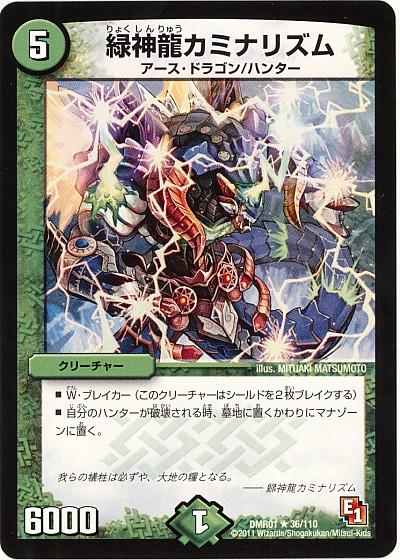 5
りょくしんりゅう
緑神龍カミナリズム
アース・ドラゴン/ハンター
illus. MITUAKI MATSUMOTO
クリーチャー
■ W・ブレイカー (このクリーチャーはシールドを2枚ブレイクする)
■ 自分のハンターが破壊される時、墓地に置くかわりにマナゾー
ンに置く。
我らの犠牲は必ずや、大地の糧となる。
—— 緑神龍カミナリズム
6000
1
DMR01 ★ 36/110
©2011 Wizards/Shogakukan/Mitsui-Kids
E1